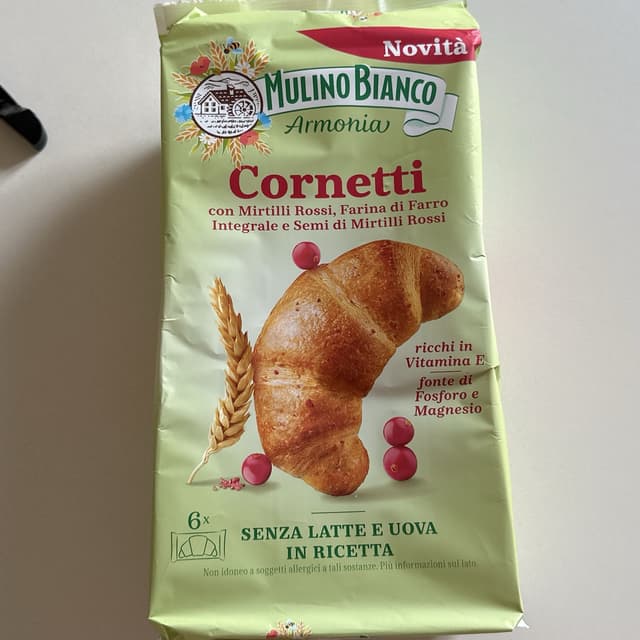 Novità
MULINO BIANCO
Armonia
Cornetti
con Mirtilli Rossi, Farina di Farro
Integrale e Semi di Mirtilli Rossi
ricchi in
Vitamina E
fonte di
Fosforo e
Magnesio
6x
SENZA LATTE E UOVA
IN RICETTA
Non idoneo a soggetti allergici a tali sostanze. Più informazioni sul lato.